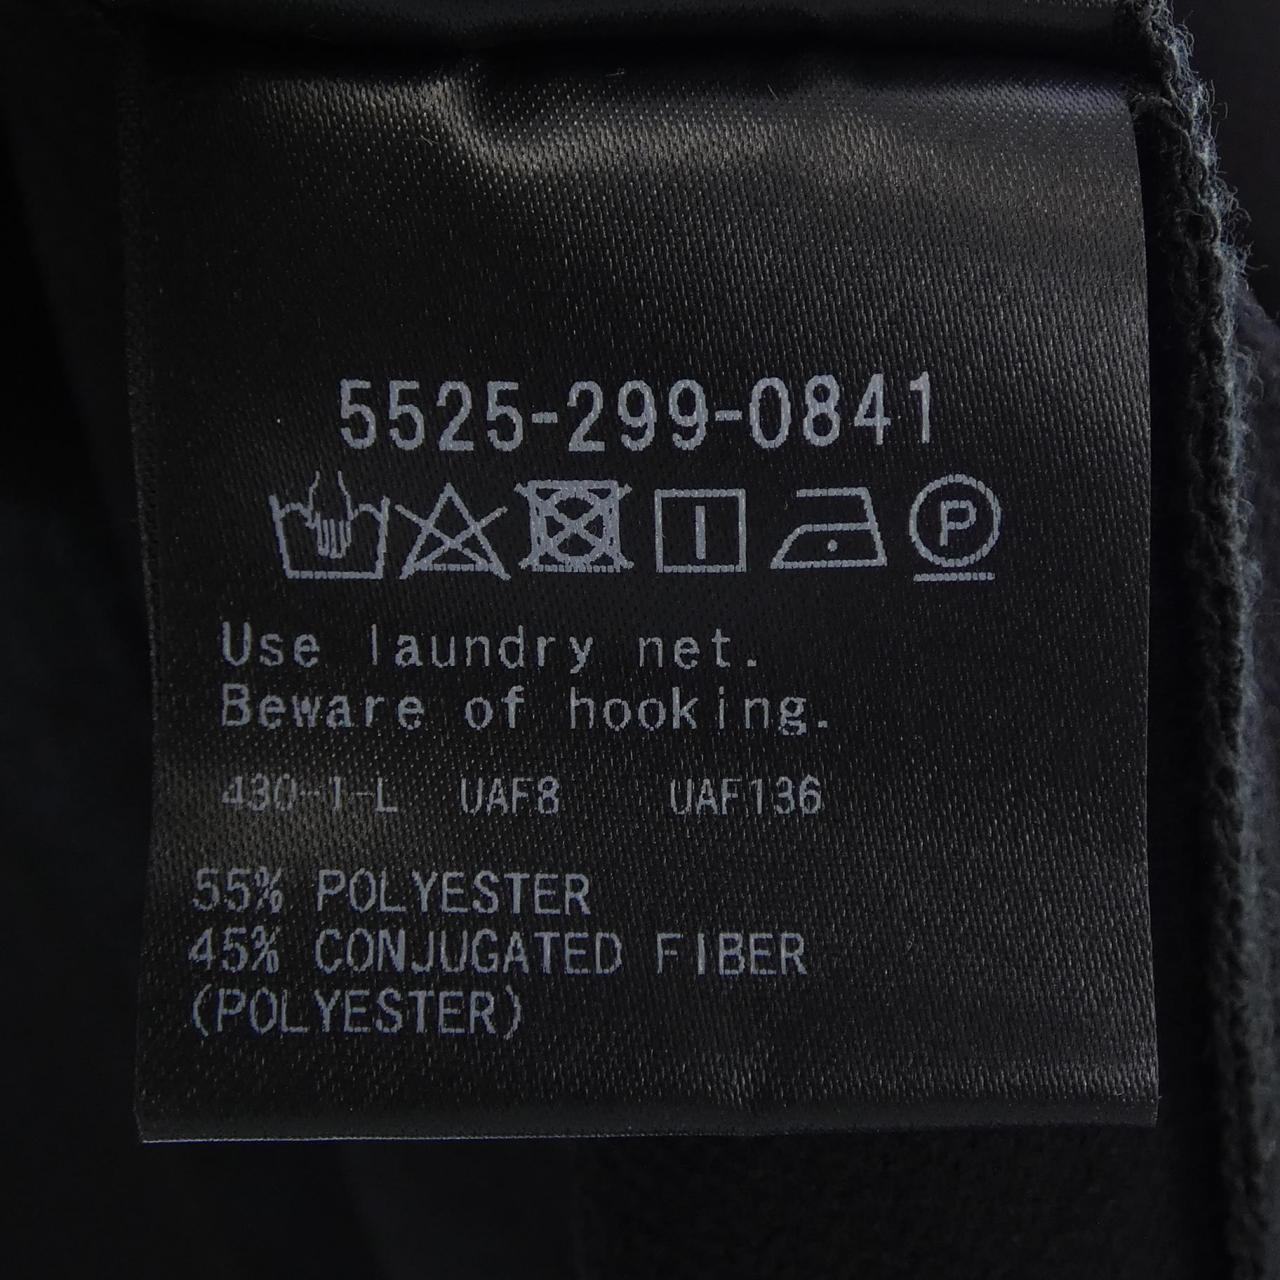 5525-299-0841
P
Use laundry net.
Beware of hooking.
430-1-L UAF8 UAF136
55% POLYESTER
45% CONJUGATED FIBER
(POLYESTER)